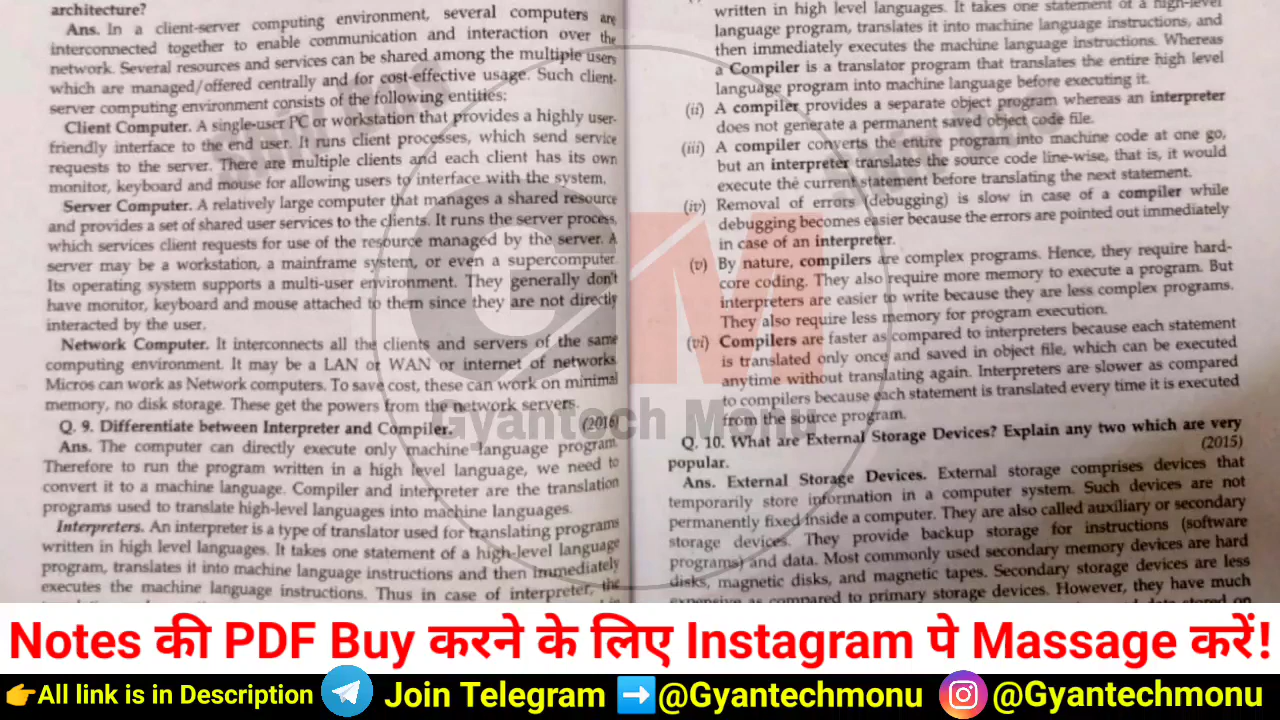 architecture?
Ans. In a client-server computing environment, several computers are
interconnected together to enable communication and interaction over the
network. Several resources and services can be shared among the multiple users
which are managed/offered centrally and for cost-effective usage. Such client-
server computing environment consists of the following entities:
Client Computer. A single-user PC or workstation that provides a highly user-
friendly interface to the end user. It runs client processes, which send service
requests to the server. There are multiple clients and each client has its own
monitor, keyboard and mouse for allowing users to interface with the system.
Server Computer. A relatively large computer that manages a shared resource
and provides a set of shared user services to the clients. It runs the server process,
which services client requests for use of the resource managed by the server. A
server may be a workstation, a mainframe system, or even a supercomputer.
Its operating system supports a multi-user environment. They generally don't
have monitor, keyboard and mouse attached to them since they are not directly
interacted by the user.
Network Computer. It interconnects all the clients and servers of the same
computing environment. It may be a LAN or WAN or internet of networks.
Micros can work as Network computers. To save cost, these can work on minimal
memory, no disk storage. These get the powers from the network servers.
Q. 9. Differentiate between Interpreter and Compiler. (2016)
Ans. The computer can directly execute only machine language program.
Therefore to run the program written in a high level language, we need to
convert it to a machine language. Compiler and interpreter are the translation
programs used to translate high-level languages into machine languages.
Interpreters. An interpreter is a type of translator used for translating programs
written in high level languages. It takes one statement of a high-level language
program, translates it into machine language instructions and then immediately
executes the machine language instructions. Thus in case of interpreter, the
written in high level languages. It takes one statement of a high-level
language program, translates it into machine language instructions, and
then immediately executes the machine language instructions. Whereas
a Compiler is a translator program that translates the entire high level
language program into machine language before executing it.
(ii) A compiler provides a separate object program whereas an interpreter
does not generate a permanent saved object code file.
(iii) A compiler converts the entire program into machine code at one go,
but an interpreter translates the source code line-wise, that is, it would
execute the current statement before translating the next statement.
(iv) Removal of errors (debugging) is slow in case of a compiler while
debugging becomes easier because the errors are pointed out immediately
in case of an interpreter.
(v) By nature, compilers are complex programs. Hence, they require hard-
core coding. They also require more memory to execute a program. But
interpreters are easier to write because they are less complex programs.
They also require less memory for program execution.
(vi) Compilers are faster as compared to interpreters because each statement
is translated only once and saved in object file, which can be executed
anytime without translating again. Interpreters are slower as compared
to compilers because each statement is translated every time it is executed
from the source program.
Q. 10. What are External Storage Devices? Explain any two which are very
popular. (2015)
Ans. External Storage Devices. External storage comprises devices that
temporarily store information in a computer system. Such devices are not
permanently fixed inside a computer. They are also called auxiliary or secondary
storage devices. They provide backup storage for instructions (software
programs) and data. Most commonly used secondary memory devices are hard
disks, magnetic disks, and magnetic tapes. Secondary storage devices are less
expensive as compared to primary storage devices. However, they have much
GM
Gyantech Monu
Notes की PDF Buy करने के लिए Instagram पे Massage करें!
👉All link is in Description Join Telegram ➡️@Gyantechmonu @Gyantechmonu